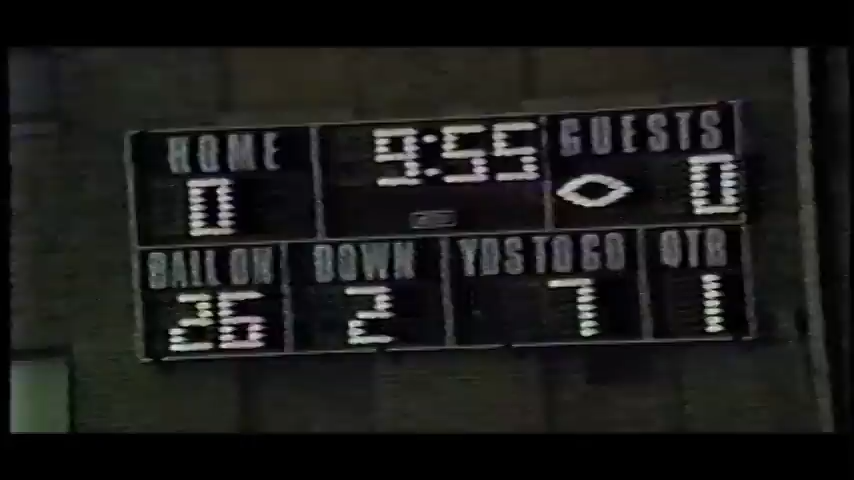 HOME 9:55 GUESTS
0 0
BALL ON DOWN YDS TO GO QTR
26 2 7 1